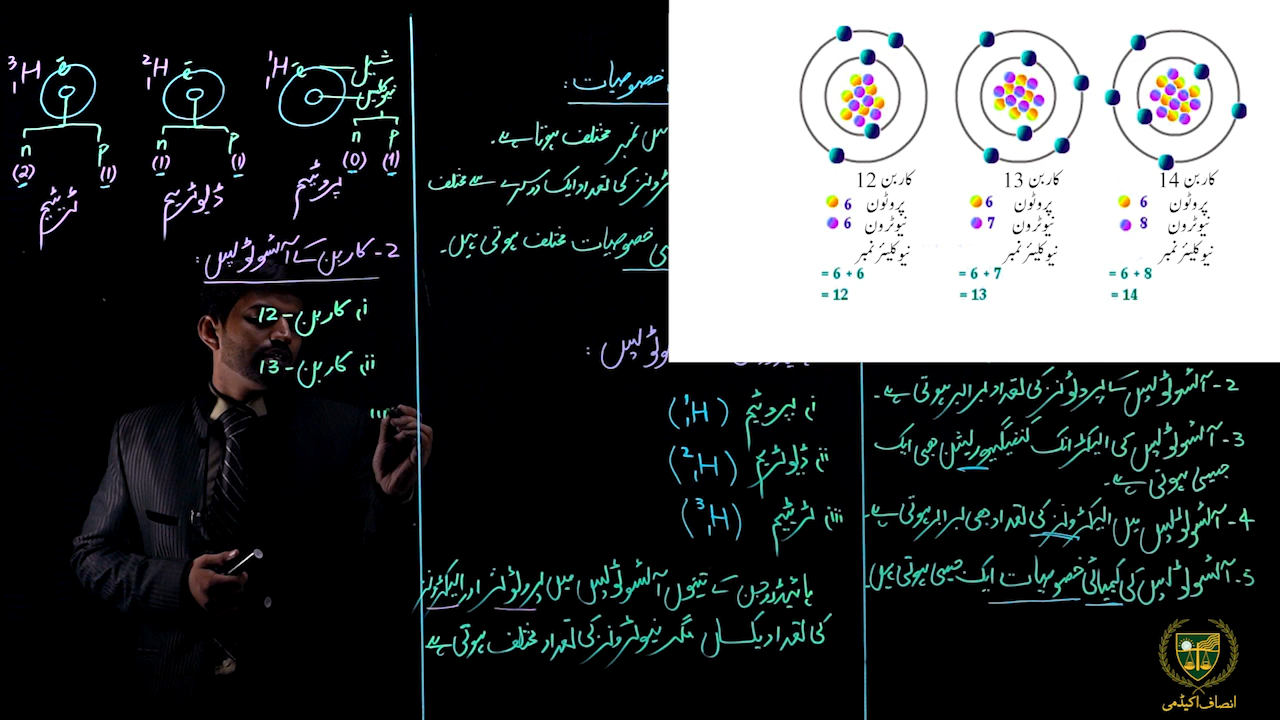 کاربن 12
پروٹون 6
نیوٹرون 6
نیوکلیئر نمبر
= 6 + 6
= 12
کاربن 13
پروٹون 6
نیوٹرون 7
نیوکلیئر نمبر
= 6 + 7
= 13
کاربن 14
پروٹون 6
نیوٹرون 8
نیوکلیئر نمبر
= 6 + 8
= 14
2- آئسوٹوپس کے پروٹونز کی تعداد برابر ہوتی ہے۔
3- آئسوٹوپس کی الیکٹرانک کنفیگیوریشن بھی ایک
جیسی ہوتی ہے۔
4- آئسوٹوپس میں الیکٹرونز کی تعداد بھی برابر ہوتی ہے۔
5- آئسوٹوپس کی کیمیائی خصوصیات ایک جیسی ہوتی ہیں۔
خصوصیات :
نمبر مختلف ہوتا ہے۔
کی تعداد ایک دوسرے سے مختلف
خصوصیات مختلف ہوتی ہیں۔
i, پروٹیم (¹₁H)
ii, ڈیوٹریم (²₁H)
iii, ٹریٹیم (³₁H)
ہائیڈروجن کے تینوں آئسوٹوپس میں پروٹونز اور الیکٹرونز
کی تعداد یکساں مگر نیوٹرونز کی تعداد مختلف ہوتی ہے
¹₁H e⁻ شیل
نیوکلیس
n p
(0) (1)
پروٹیم
²₁H e⁻
n p
(1) (1)
ڈیوٹریم
³₁H e⁻
n p
(2) (1)
ٹریٹیم
2- کاربن کے آئسوٹوپس :
i, کاربن-12
ii, کاربن-13
iii
انصاف اکیڈمی